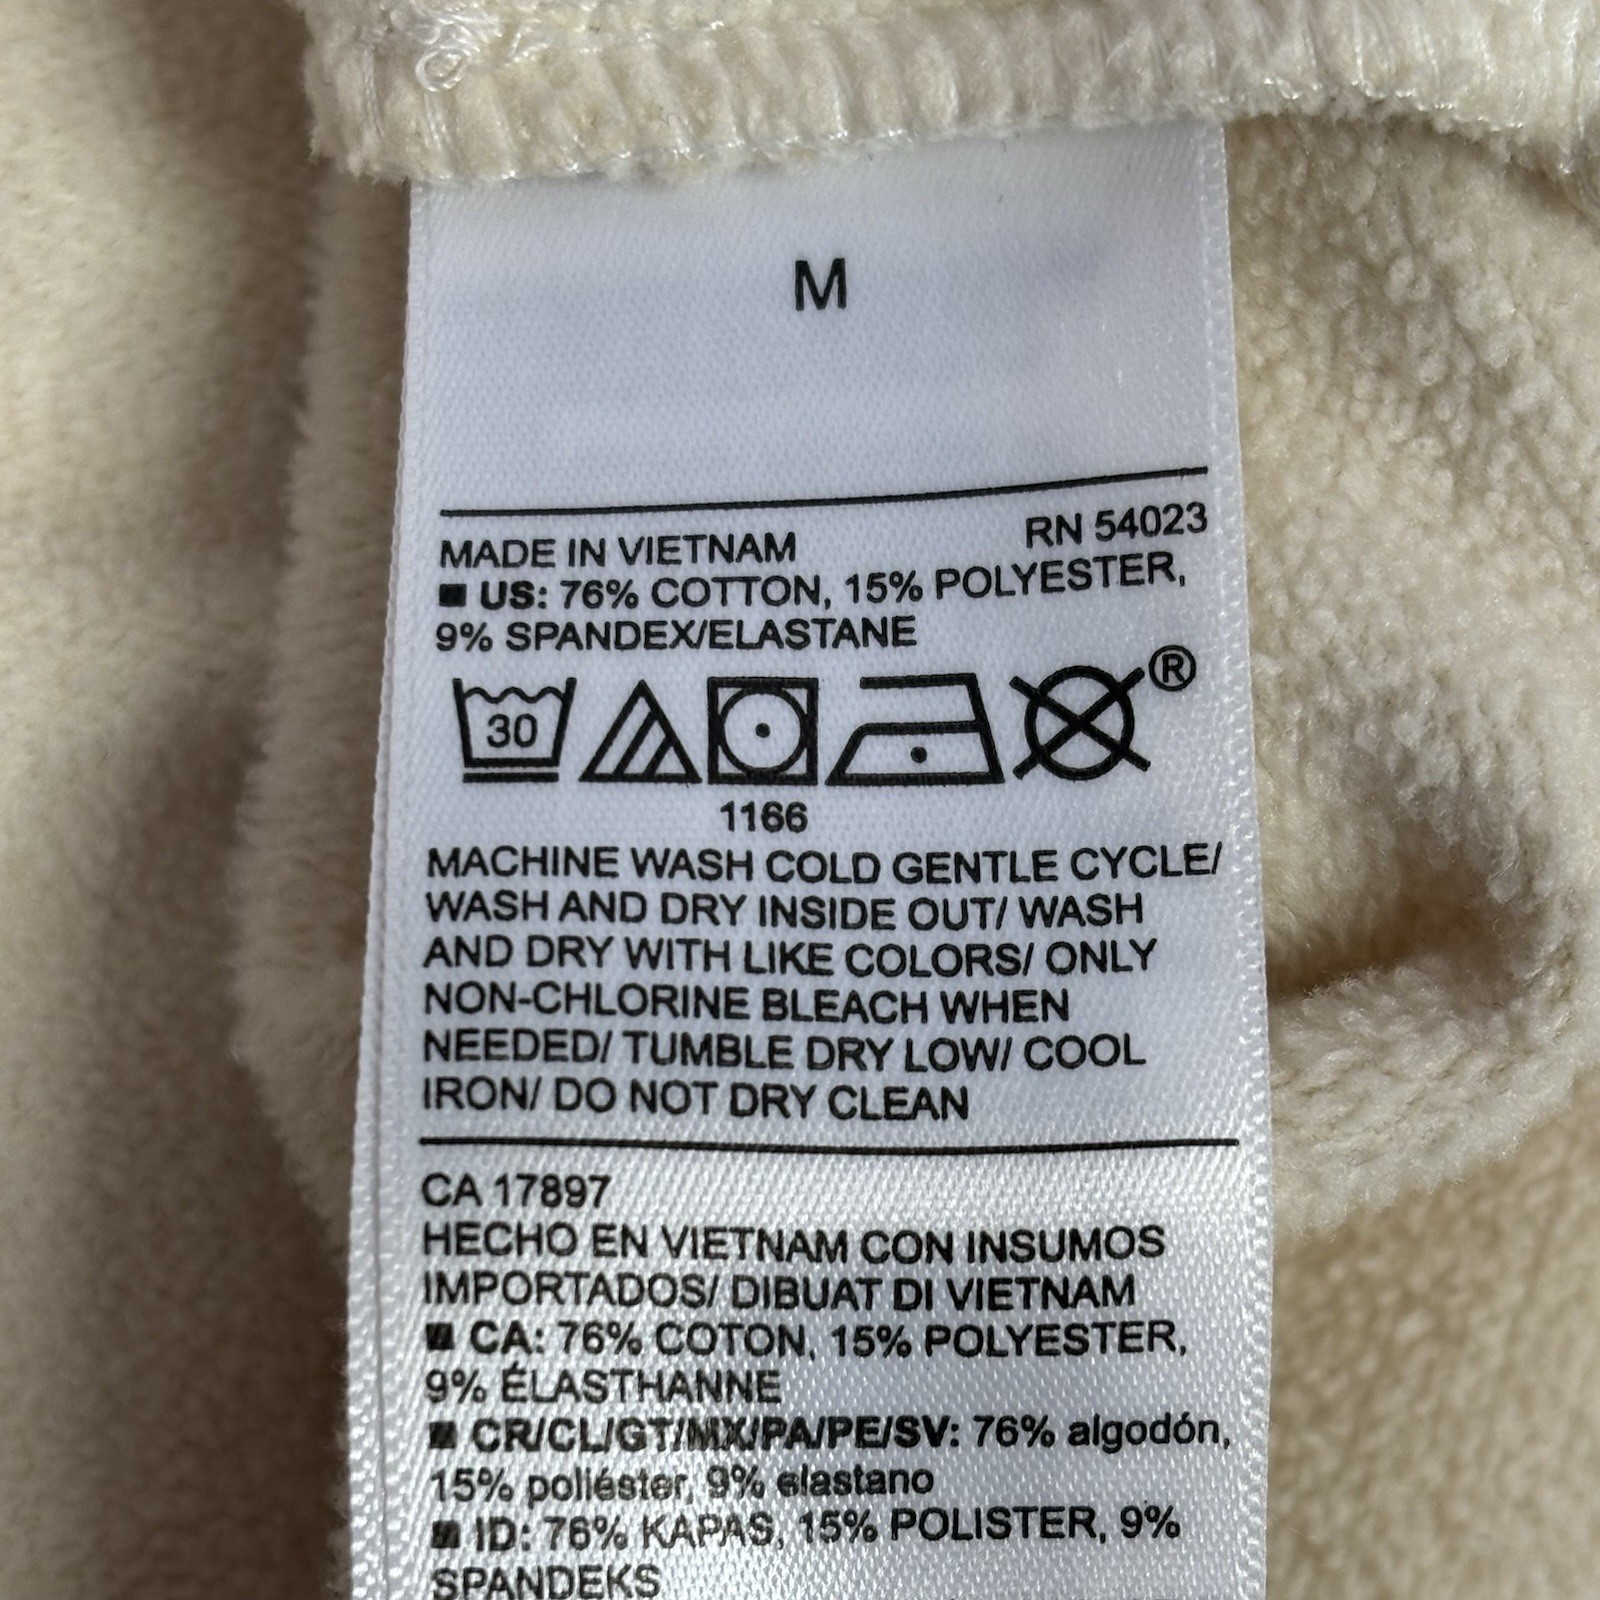 M
MADE IN VIETNAM RN 54023
US: 76% COTTON, 15% POLYESTER,
9% SPANDEX/ELASTANE
30 ®
1166
MACHINE WASH COLD GENTLE CYCLE/
WASH AND DRY INSIDE OUT/ WASH
AND DRY WITH LIKE COLORS/ ONLY
NON-CHLORINE BLEACH WHEN
NEEDED/ TUMBLE DRY LOW/ COOL
IRON/ DO NOT DRY CLEAN
CA 17897
HECHO EN VIETNAM CON INSUMOS
IMPORTADOS/ DIBUAT DI VIETNAM
CA: 76% COTON, 15% POLYESTER,
9% ÉLASTHANNE
CR/CL/GT/MX/PA/PE/SV: 76% algodón,
15% poliéster, 9% elastano
ID: 76% KAPAS, 15% POLISTER, 9%
SPANDEKS